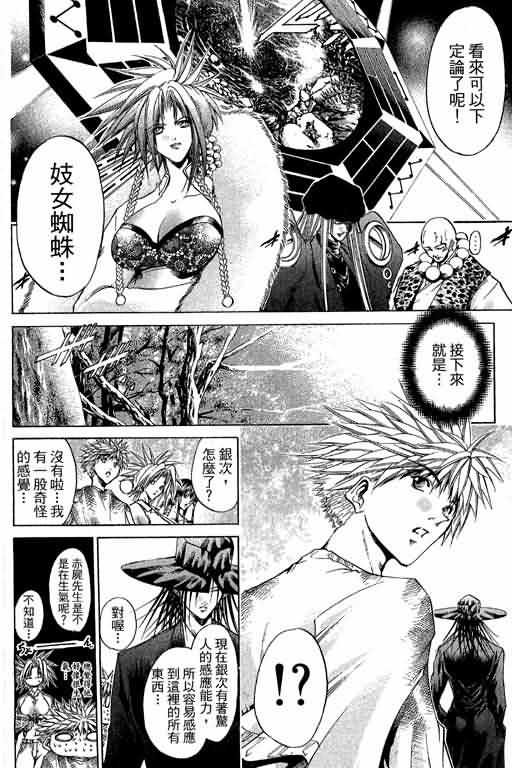 看來可以下
定論了呢！
妓女蜘蛛…
……
接下來
就是…
!?
銀次，
怎麼了？
沒有啦…我
有一股奇怪
的感覺…
現在銀次有著驚
人的感應能力，
所以容易感應
到這裡的所有
東西…
對喔…
赤屍先生是不
是在生氣呢？
不知道…